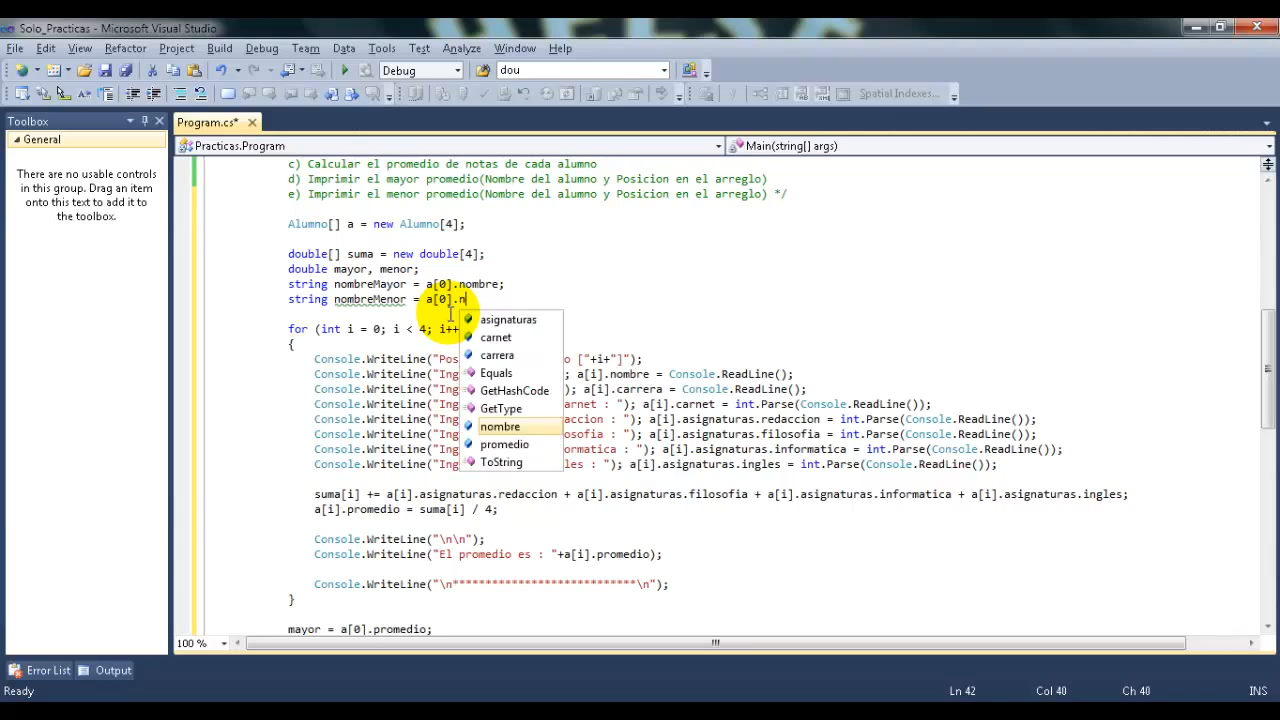 Solo_Practicas - Microsoft Visual Studio
File Edit View Refactor Project Build Debug Team Data Tools Test Analyze Window Help
Debug dou
Spatial Indexes...
Toolbox
General
There are no usable controls
in this group. Drag an item
onto this text to add it to
the toolbox.
Program.cs*
Practicas.Program Main(string[] args)
c) Calcular el promedio de notas de cada alumno
d) Imprimir el mayor promedio(Nombre del alumno y Posicion en el arreglo)
e) Imprimir el menor promedio(Nombre del alumno y Posicion en el arreglo) */
Alumno[] a = new Alumno[4];
double[] suma = new double[4];
double mayor, menor;
string nombreMayor = a[0].nombre;
string nombreMenor = a[0].n
for (int i = 0; i < 4; i++
{
Console.WriteLine("Pos o ["+i+"]");
Console.WriteLine("Ing ; a[i].nombre = Console.ReadLine();
Console.WriteLine("Ing ); a[i].carrera = Console.ReadLine();
Console.WriteLine("Ing arnet : "); a[i].carnet = int.Parse(Console.ReadLine());
Console.WriteLine("Ing accion : "); a[i].asignaturas.redaccion = int.Parse(Console.ReadLine());
Console.WriteLine("Ing osofia : "); a[i].asignaturas.filosofia = int.Parse(Console.ReadLine());
Console.WriteLine("Ing ormatica : "); a[i].asignaturas.informatica = int.Parse(Console.ReadLine());
Console.WriteLine("Ing les : "); a[i].asignaturas.ingles = int.Parse(Console.ReadLine());
asignaturas
carnet
carrera
Equals
GetHashCode
GetType
nombre
promedio
ToString
suma[i] += a[i].asignaturas.redaccion + a[i].asignaturas.filosofia + a[i].asignaturas.informatica + a[i].asignaturas.ingles;
a[i].promedio = suma[i] / 4;
Console.WriteLine("\n\n");
Console.WriteLine("El promedio es : "+a[i].promedio);
Console.WriteLine("\n***************************\n");
}
mayor = a[0].promedio;
100 %
Error List Output
Ready Ln 42 Col 40 Ch 40 INS